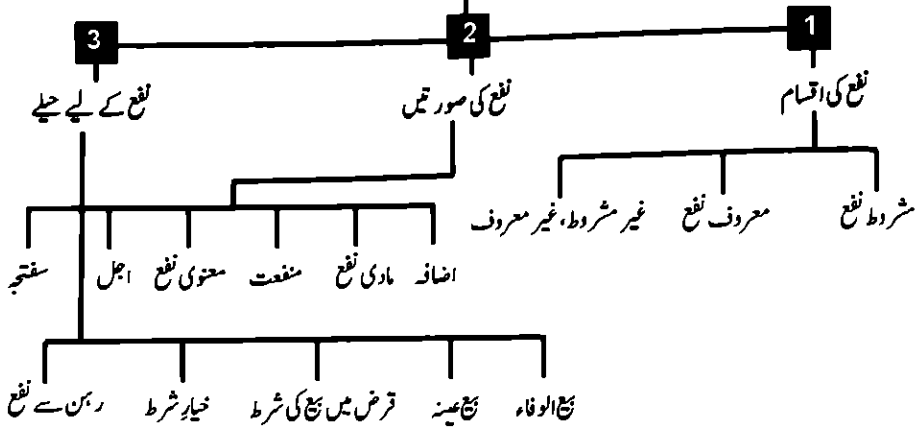 1 2 3
نفع کی اقسام نفع کی صورتیں نفع کے لیے حیلے
مشروط نفع معروف نفع غیر مشروط، غیر معروف
اضافہ مادی نفع منفعت معنوی نفع اجل سفتجہ
بیع الوفاء بیع عینہ قرض میں بیع کی شرط خیارِ شرط رہن سے نفع